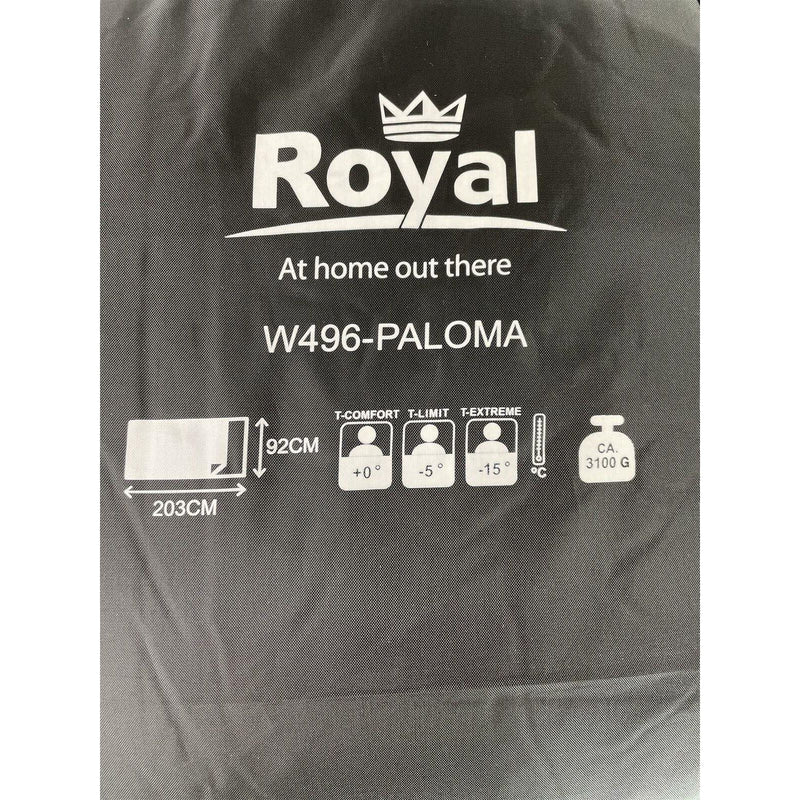 Royal
At home out there
W496-PALOMA
T-COMFORT T-LIMIT T-EXTREME
92CM
+0° -5° -15° °C
CA.
3100 G
203CM